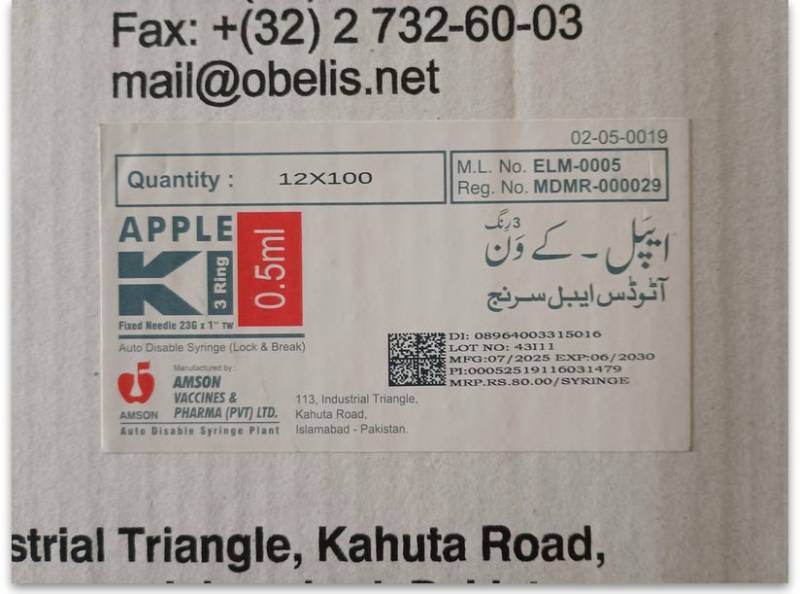 Fax: +(32) 2 732-60-03
mail@obelis.net
02-05-0019
Quantity : 12X100
M.L. No. ELM-0005
Reg. No. MDMR-000029
APPLE
K1
3 Ring
0.5ml
Fixed Needle 23G x 1" TW
Auto Disable Syringe (Lock & Break)
ایپل - کے وَن
3 رنگ
آٹوڈس ایبل سرنج
DI: 08964003315016
LOT NO: 43I11
MFG:07/2025 EXP:06/2030
PI:00052519116031479
MRP.RS.80.00/SYRINGE
Manufactured by:
AMSON
VACCINES &
PHARMA (PVT) LTD.
AMSON
Auto Disable Syringe Plant
113, Industrial Triangle,
Kahuta Road,
Islamabad - Pakistan.
strial Triangle, Kahuta Road,